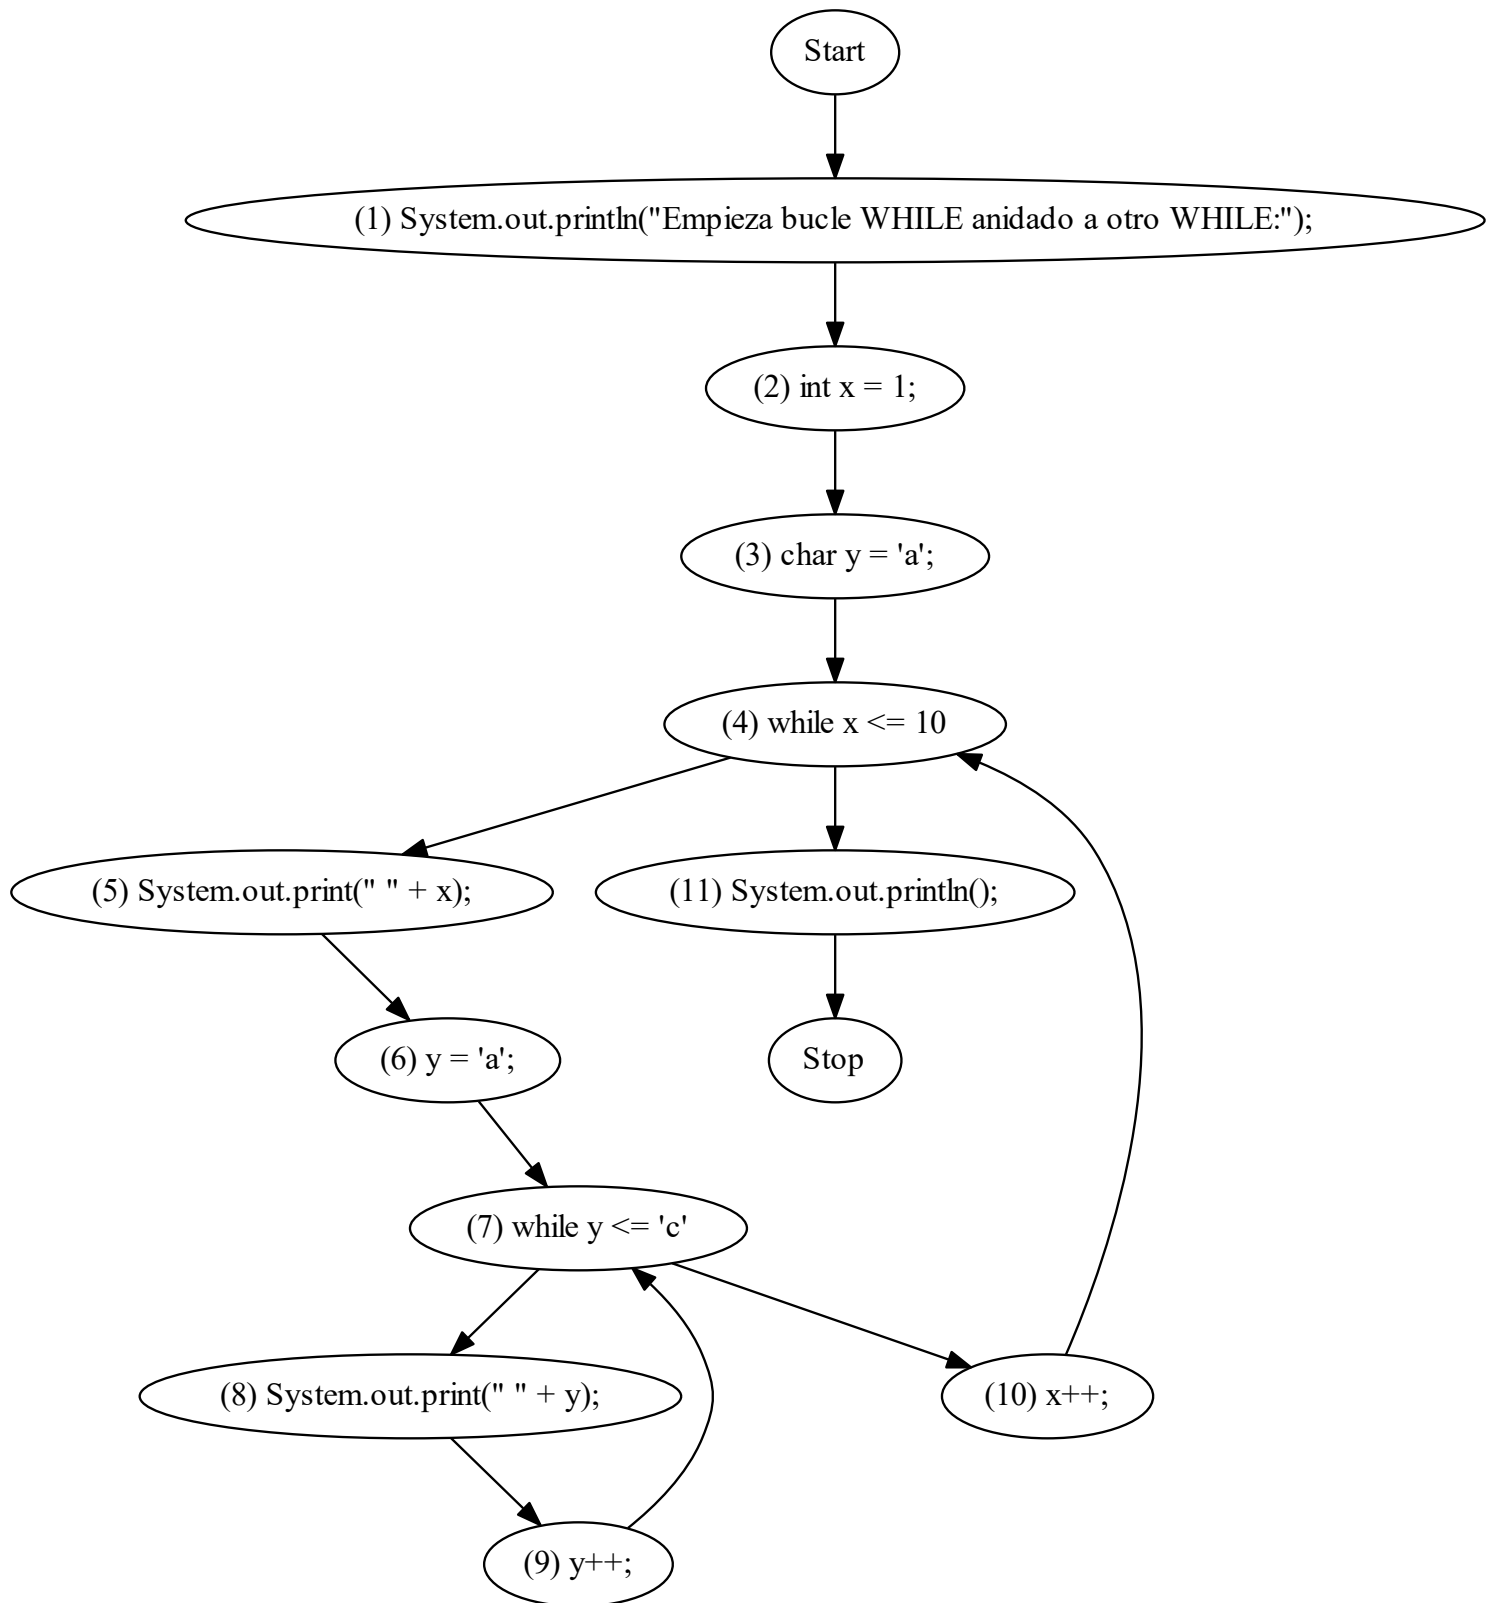 Start
(1) System.out.println("Empieza bucle WHILE anidado a otro WHILE:");
(2) int x = 1;
(3) char y = 'a';
(4) while x <= 10
(5) System.out.print(" " + x);
(11) System.out.println();
(6) y = 'a';
Stop
(7) while y <= 'c'
(8) System.out.print(" " + y);
(10) x++;
(9) y++;